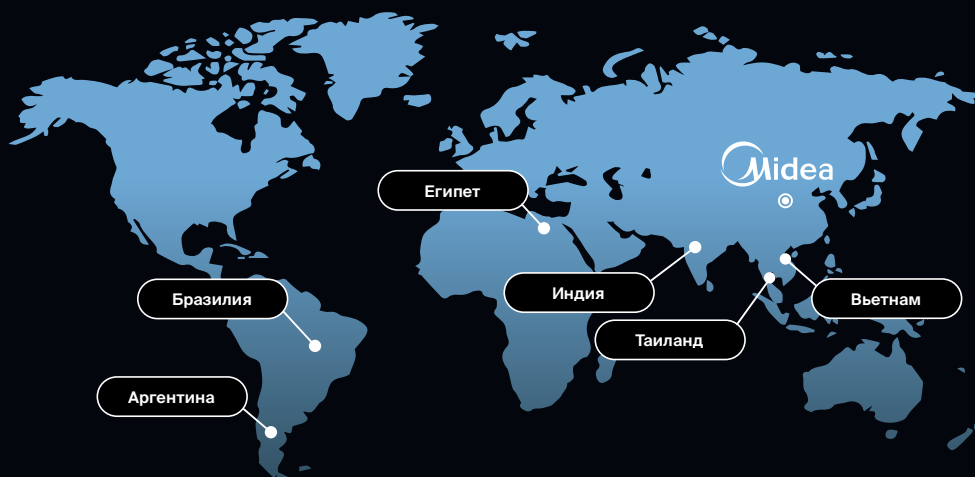 Midea
Египет
Индия
Бразилия
Вьетнам
Таиланд
Аргентина